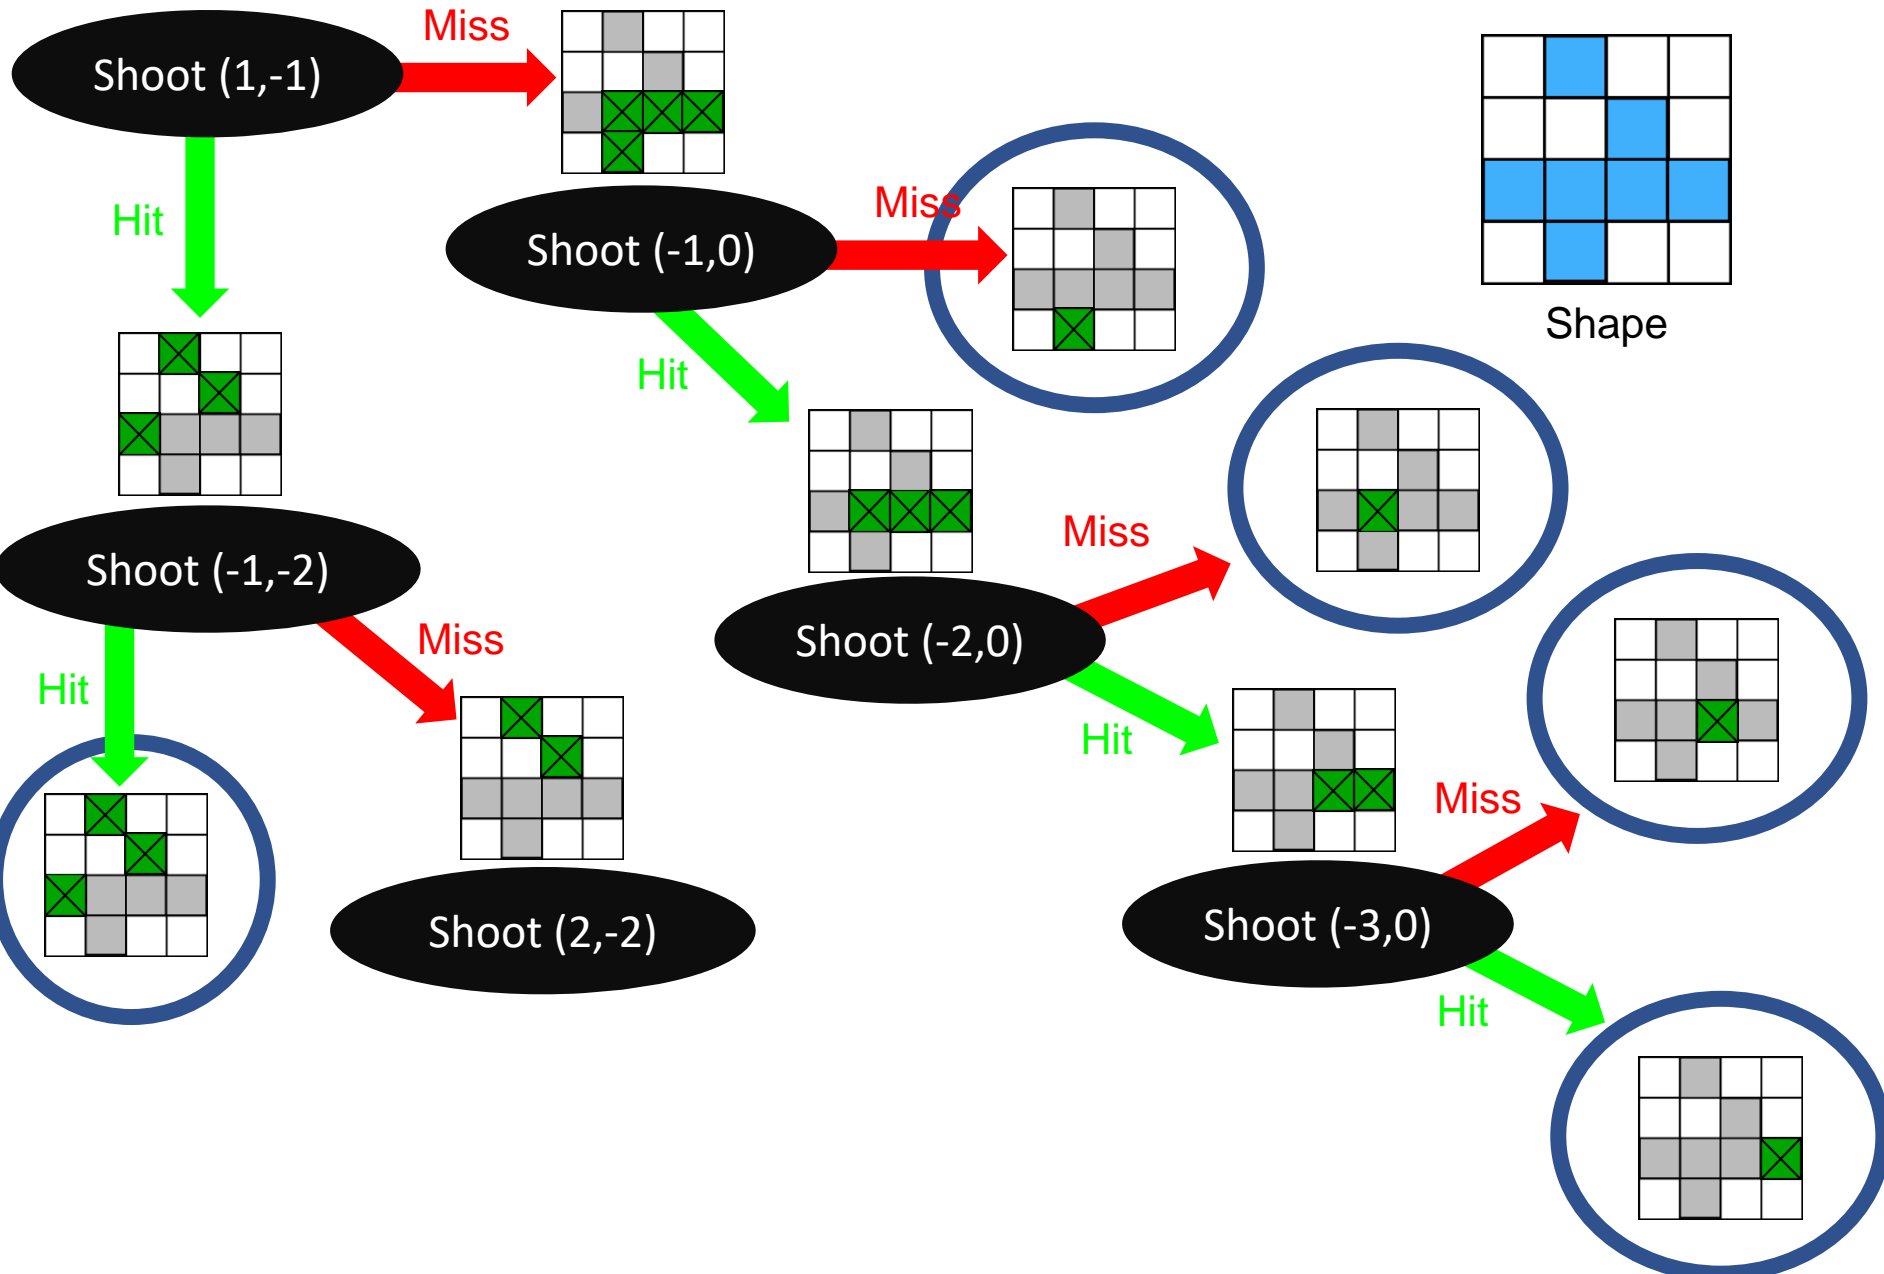 Miss
Shoot (1,-1)
Hit
Miss
Shoot (-1,0)
Shape
Hit
Miss
Shoot (-1,-2)
Miss
Shoot (-2,0)
Hit
Hit
Miss
Shoot (2,-2)
Shoot (-3,0)
Hit